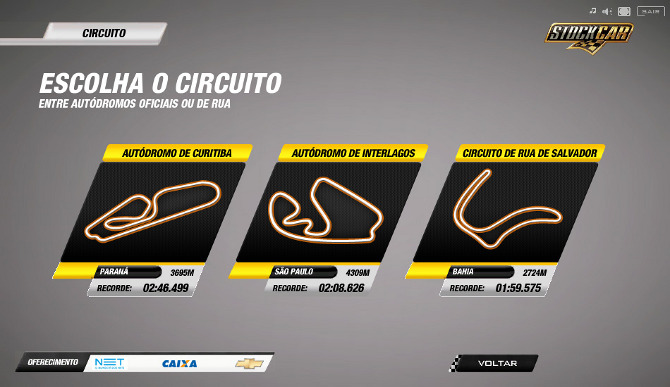 CIRCUITO
SAIR
STOCKCAR
ESCOLHA O CIRCUITO
ENTRE AUTÓDROMOS OFICIAIS OU DE RUA
AUTÓDROMO DE CURITIBA
PARANÁ 3695M
RECORDE: 02:46.499
AUTÓDROMO DE INTERLAGOS
SÃO PAULO 4309M
RECORDE: 02:08.626
CIRCUITO DE RUA DE SALVADOR
BAHIA 2724M
RECORDE: 01:59.575
OFERECIMENTO NET CAIXA
VOLTAR